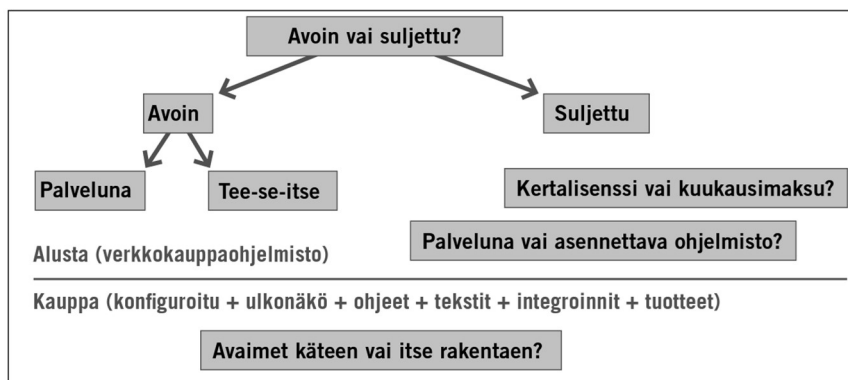 Avoin vai suljettu?
Avoin
Suljettu
Palveluna
Tee-se-itse
Kertalisenssi vai kuukausimaksu?
Palveluna vai asennettava ohjelmisto?
Alusta (verkkokauppaohjelmisto)
Kauppa (konfiguroitu + ulkonäkö + ohjeet + tekstit + integroinnit + tuotteet)
Avaimet käteen vai itse rakentaen?